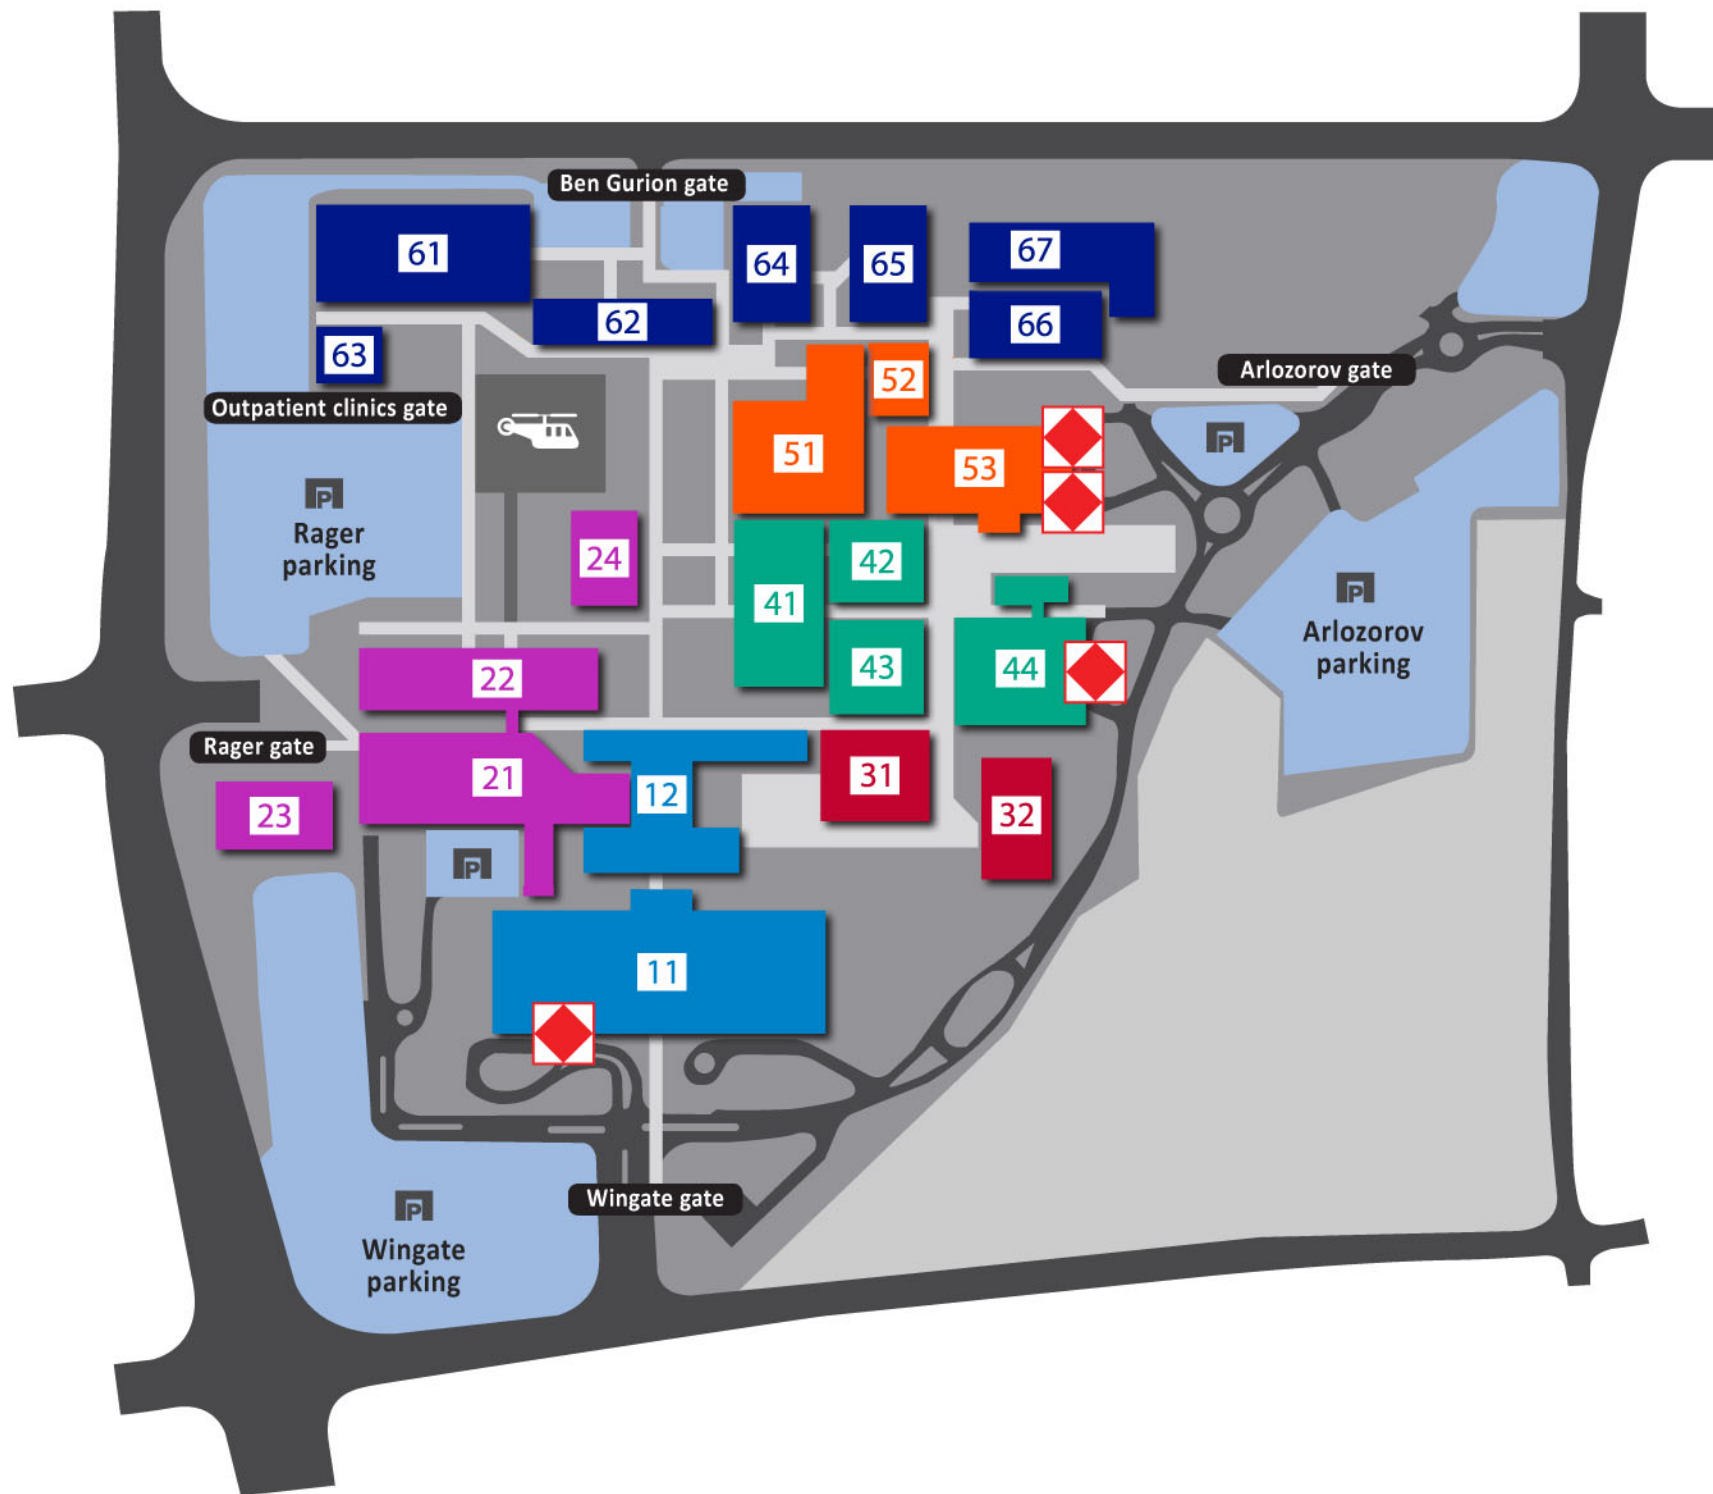 Ben Gurion gate
61
64
65
67
62
66
63
52
Arlozorov gate
Outpatient clinics gate
P
51
53
P
Rager
parking
24
42
41
P
Arlozorov
parking
43
44
22
Rager gate
21
12
31
23
32
P
11
Wingate gate
P
Wingate
parking